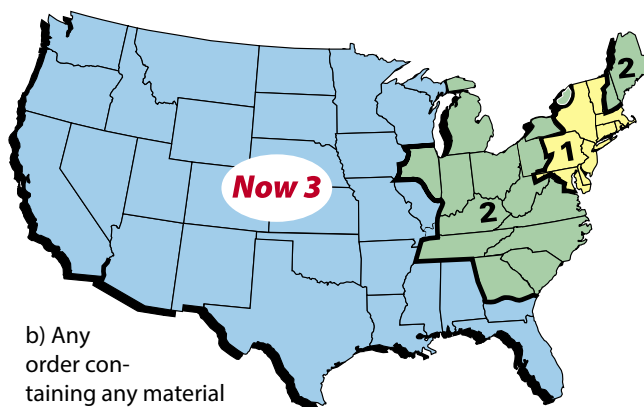 2
1
Now 3
2
b) Any
order con-
taining any material